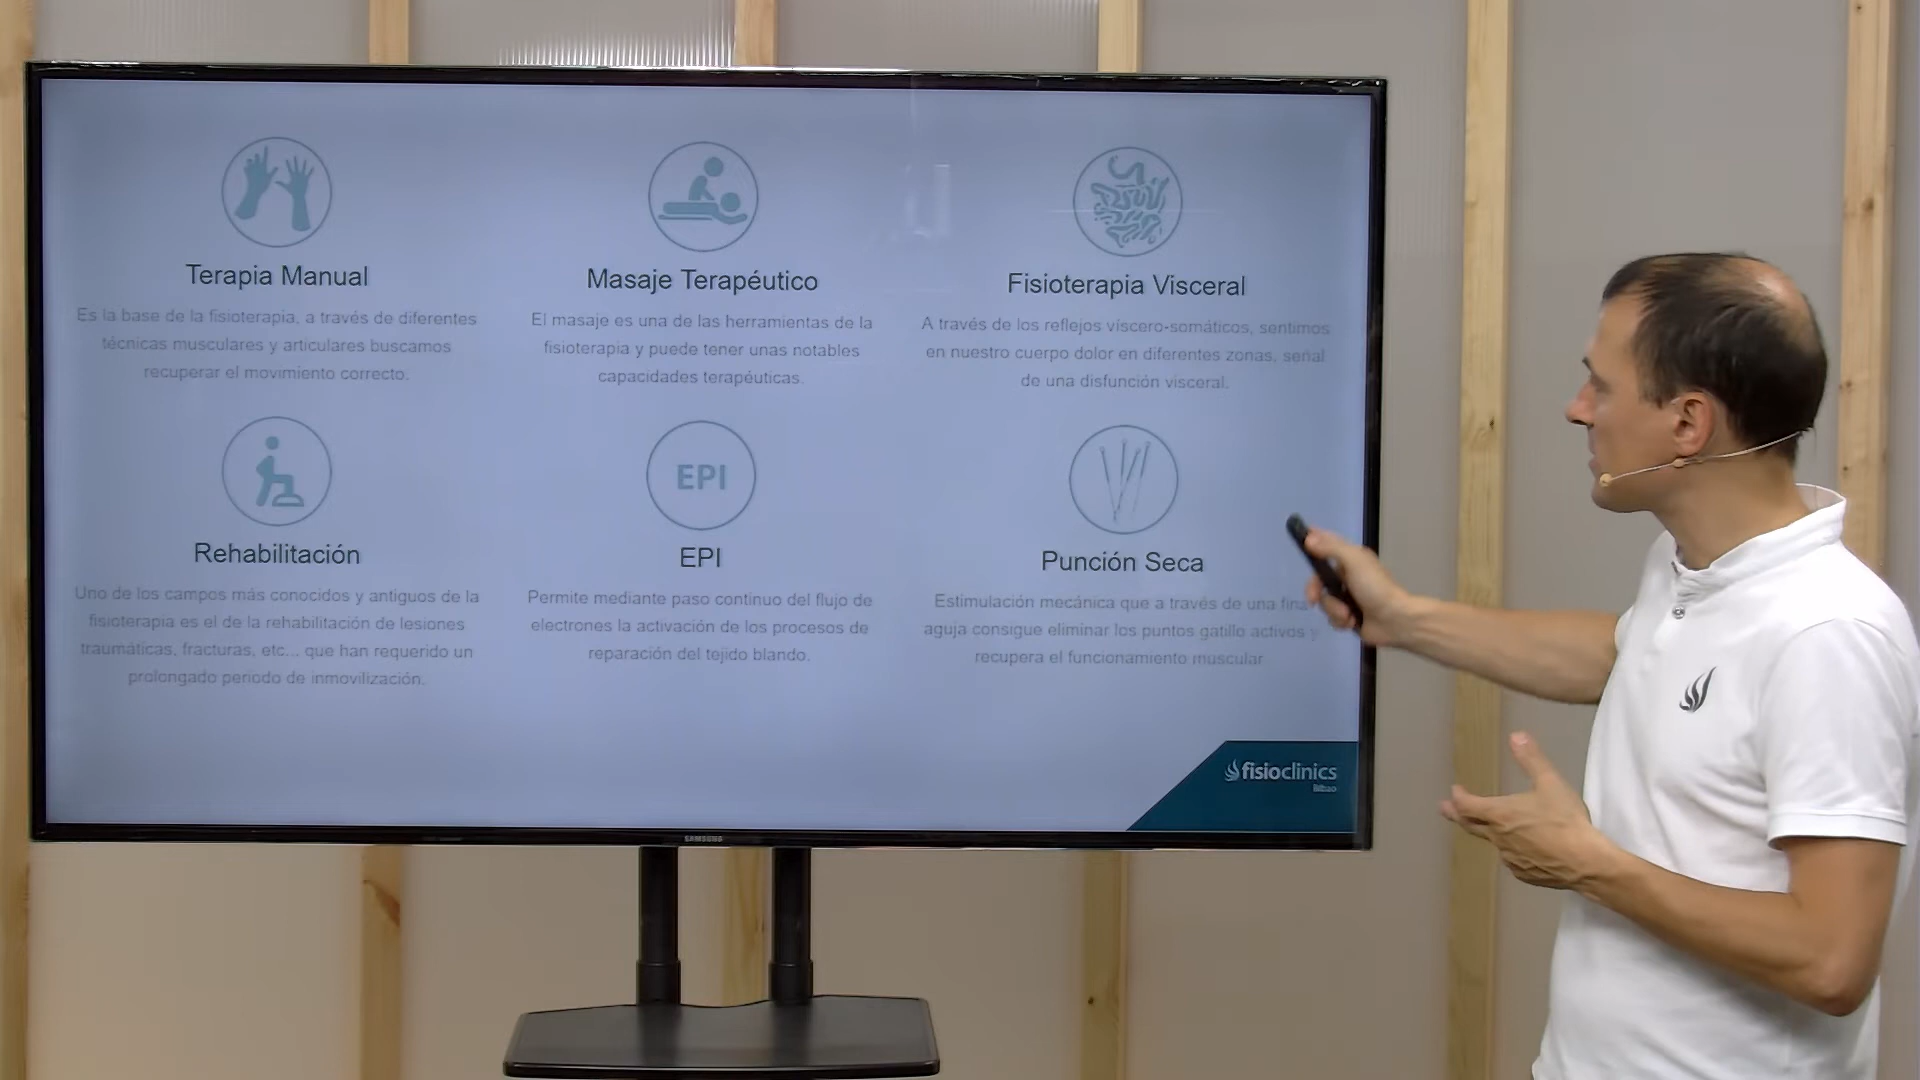 Terapia Manual
Es la base de la fisioterapia, a través de diferentes
técnicas musculares y articulares buscamos
recuperar el movimiento correcto.
Masaje Terapéutico
El masaje es una de las herramientas de la
fisioterapia y puede tener unas notables
capacidades terapéuticas.
Fisioterapia Visceral
A través de los reflejos víscero-somáticos, sentimos
en nuestro cuerpo dolor en diferentes zonas, señal
de una disfunción visceral.
Rehabilitación
Uno de los campos más conocidos y antiguos de la
fisioterapia es el de la rehabilitación de lesiones
traumáticas, fracturas, etc... que han requerido un
prolongado periodo de inmovilización.
EPI
EPI
Permite mediante paso continuo del flujo de
electrones la activación de los procesos de
reparación del tejido blando.
Punción Seca
Estimulación mecánica que a través de una fina
aguja consigue eliminar los puntos gatillo activos y
recupera el funcionamiento muscular
fisioclinics
Bilbao
SAMSUNG